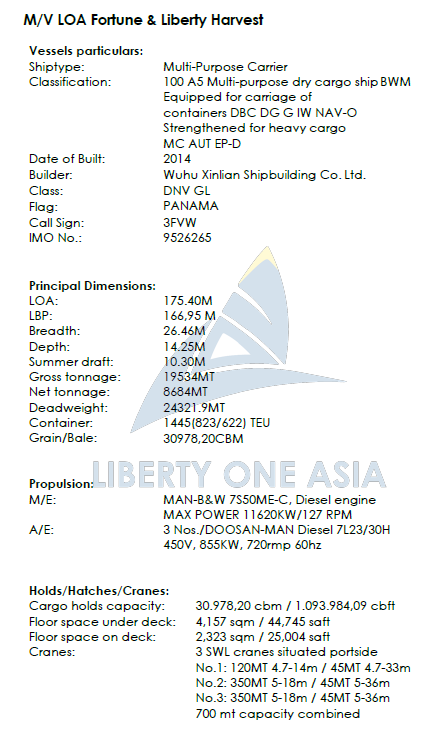 M/V LOA Fortune & Liberty Harvest
Vessels particulars:
Shiptype: Multi-Purpose Carrier
Classification: 100 A5 Multi-purpose dry cargo ship BWM
Equipped for carriage of
containers DBC DG G IW NAV-O
Strengthened for heavy cargo
MC AUT EP-D
Date of Built: 2014
Builder: Wuhu Xinlian Shipbuilding Co. Ltd.
Class: DNV GL
Flag: PANAMA
Call Sign: 3FVW
IMO No.: 9526265
Principal Dimensions:
LOA: 175.40M
LBP: 166,95 M
Breadth: 26.46M
Depth: 14.25M
Summer draft: 10.30M
Gross tonnage: 19534MT
Net tonnage: 8684MT
Deadweight: 24321.9MT
Container: 1445(823/622) TEU
Grain/Bale: 30978,20CBM
LIBERTY ONE ASIA
Propulsion:
M/E: MAN-B&W 7S50ME-C, Diesel engine
MAX POWER 11620KW/127 RPM
A/E: 3 Nos./DOOSAN-MAN Diesel 7L23/30H
450V, 855KW, 720rmp 60hz
Holds/Hatches/Cranes:
Cargo holds capacity: 30.978,20 cbm / 1.093.984,09 cbft
Floor space under deck: 4,157 sqm / 44,745 saft
Floor space on deck: 2,323 sqm / 25,004 saft
Cranes: 3 SWL cranes situated portside
No.1: 120MT 4.7-14m / 45MT 4.7-33m
No.2: 350MT 5-18m / 45MT 5-36m
No.3: 350MT 5-18m / 45MT 5-36m
700 mt capacity combined